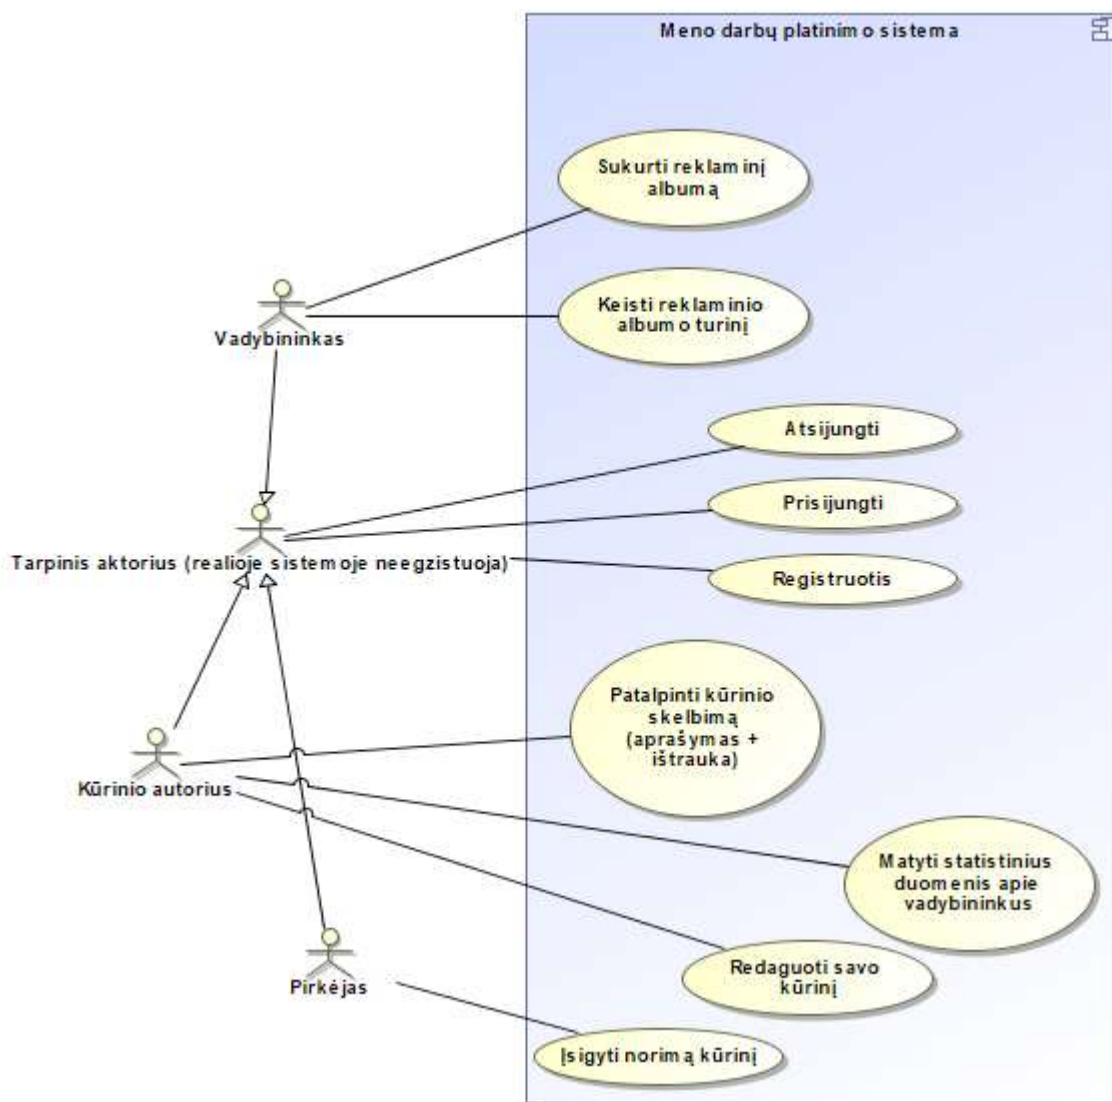 Meno darbų platinimo sistema
Sukurti reklaminį
albumą
Keisti reklaminio
albumo turinį
Vadybininkas
Atsijungti
Prisijungti
Tarpinis aktorius (realioje sistemoje neegzistuoja)
Registruotis
Patalpinti kūrinio
skelbimą
(aprašymas +
ištrauka)
Kūrinio autorius
Matyti statistinius
duomenis apie
vadybininkus
Redaguoti savo
kūrinį
Pirkėjas
Įsigyti norimą kūrinį